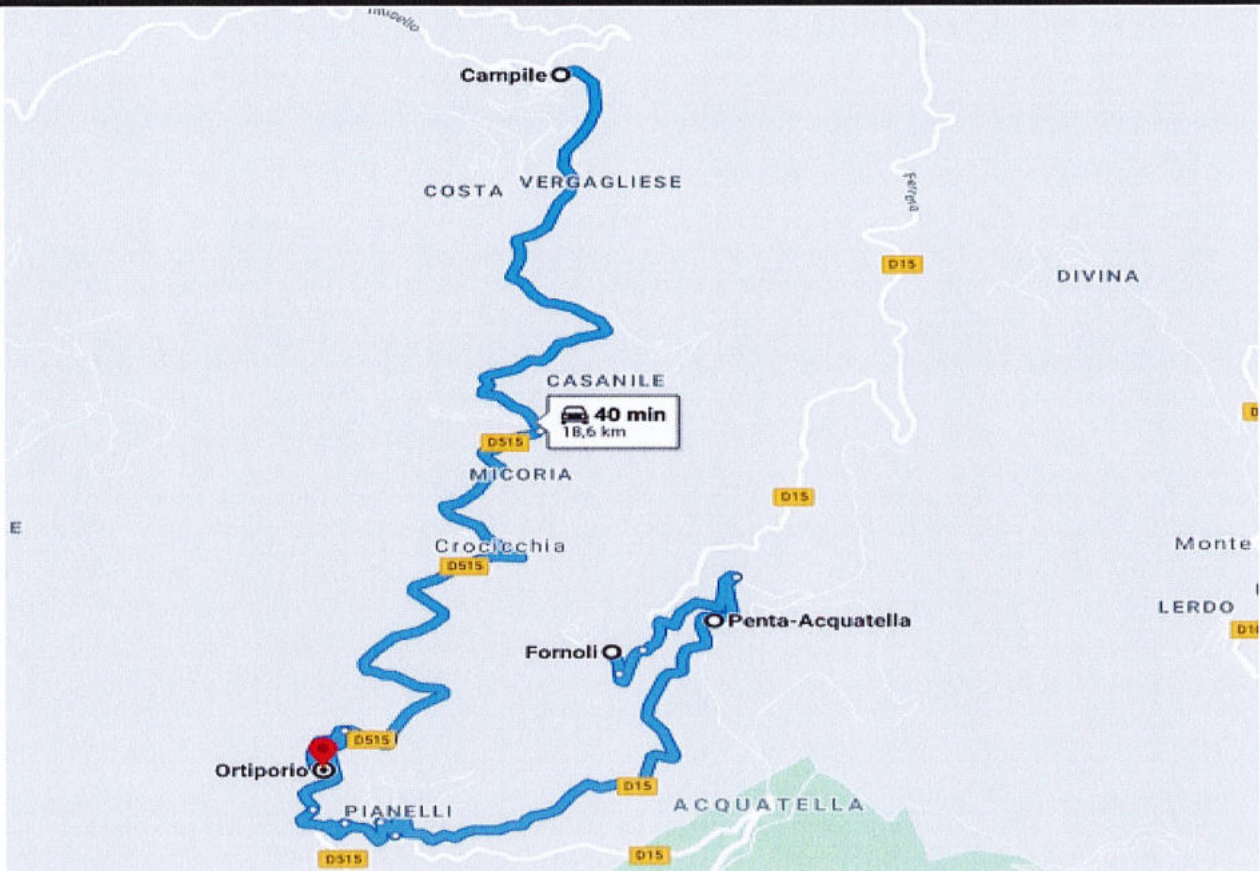 Campile
COSTA VERGAGLIESE
D15
DIVINA
CASANILE
40 min
18,6 km
D515
MICORIA
D15
E
Crocicchia
D515
Monte
LERDO
Penta-Acquatella
Fornoli
D515
Ortiporio
D15
PIANELLI
ACQUATELLA
D515
D15